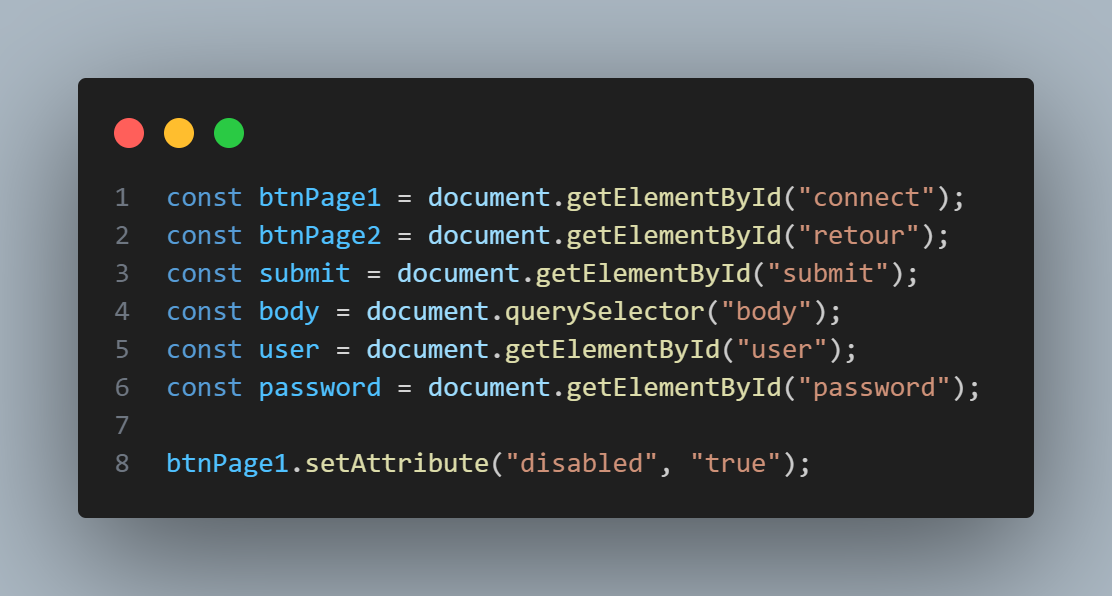 1 const btnPage1 = document.getElementById("connect");
2 const btnPage2 = document.getElementById("retour");
3 const submit = document.getElementById("submit");
4 const body = document.querySelector("body");
5 const user = document.getElementById("user");
6 const password = document.getElementById("password");
7
8 btnPage1.setAttribute("disabled", "true");